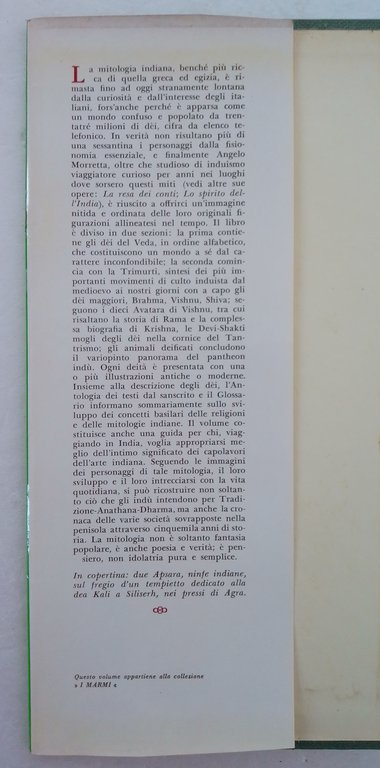 La mitologia indiana, benché più ric-
ca di quella greca ed egizia, è ri-
masta fino ad oggi stranamente lontana
dalla curiosità e dall'interesse degli ita-
liani, fors'anche perché è apparsa come
un mondo confuso e popolato da tren-
tatré milioni di dèi, cifra da elenco te-
lefonico. In verità non risultano più di
una sessantina i personaggi dalla fisio-
nomia essenziale, e finalmente Angelo
Morretta, oltre che studioso di induismo
viaggiatore curioso per anni nei luoghi
dove sorsero questi miti (vedi altre sue
opere: La resa dei conti; Lo spirito del-
l'India), è riuscito a offrirci un'immagine
nitida e ordinata delle loro originali fi-
gurazioni allineatesi nel tempo. Il libro
è diviso in due sezioni: la prima contie-
ne gli dèi del Veda, in ordine alfabetico,
che costituiscono un mondo a sé dal ca-
rattere inconfondibile; la seconda comin-
cia con la Trimurti, sintesi dei più im-
portanti movimenti di culto induista dal
medioevo ai nostri giorni con a capo gli
dèi maggiori, Brahma, Vishnu, Shiva; se-
guono i dieci Avatara di Vishnu, tra cui
risaltano la storia di Rama e la comples-
sa biografia di Krishna, le Devi-Shakti
mogli degli dèi nella cornice del Tan-
trismo; gli animali deificati concludono
il variopinto panorama del pantheon
indù. Ogni deità è presentata con una
o più illustrazioni antiche o moderne.
Insieme alla descrizione degli dèi, l'An-
tologia dei testi dal sanscrito e il Glossa-
rio informano sommariamente sullo svi-
luppo dei concetti basilari delle religioni
e delle mitologie indiane. Il volume co-
stituisce anche una guida per chi, viag-
giando in India, voglia appropriarsi me-
glio dell'intimo significato dei capolavori
dell'arte indiana. Seguendo le immagini
dei personaggi di tale mitologia, il loro
sviluppo e il loro intrecciarsi con la vita
quotidiana, si può ricostruire non soltan-
to ciò che gli indù intendono per Tradi-
zione-Anathana-Dharma, ma anche la cro-
naca delle varie società sovrapposte nella
penisola attraverso cinquemila anni di sto-
ria. La mitologia non è soltanto fantasia
popolare, è anche poesia e verità; è pen-
siero, non idolatria pura e semplice.
In copertina: due Apsara, ninfe indiane,
sul fregio d'un tempietto dedicato alla
dea Kali a Siliserh, nei pressi di Agra.
Questo volume appartiene alla collezione
» I MARMI «